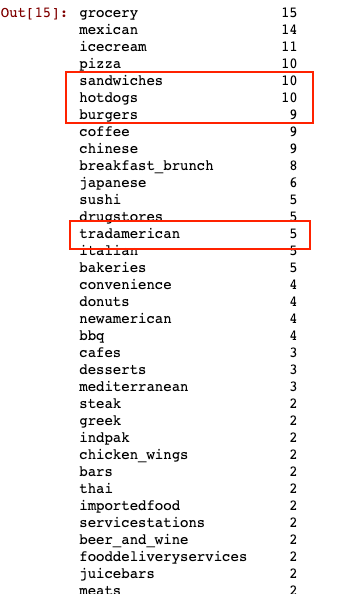 Out[15]: grocery 15
mexican 14
icecream 11
pizza 10
sandwiches 10
hotdogs 10
burgers 9
coffee 9
chinese 9
breakfast_brunch 8
japanese 6
sushi 5
drugstores 5
tradamerican 5
italian 5
bakeries 5
convenience 4
donuts 4
newamerican 4
bbq 4
cafes 3
desserts 3
mediterranean 3
steak 2
greek 2
indpak 2
chicken_wings 2
bars 2
thai 2
importedfood 2
servicestations 2
beer_and_wine 2
fooddeliveryservices 2
juicebars 2
meats 2